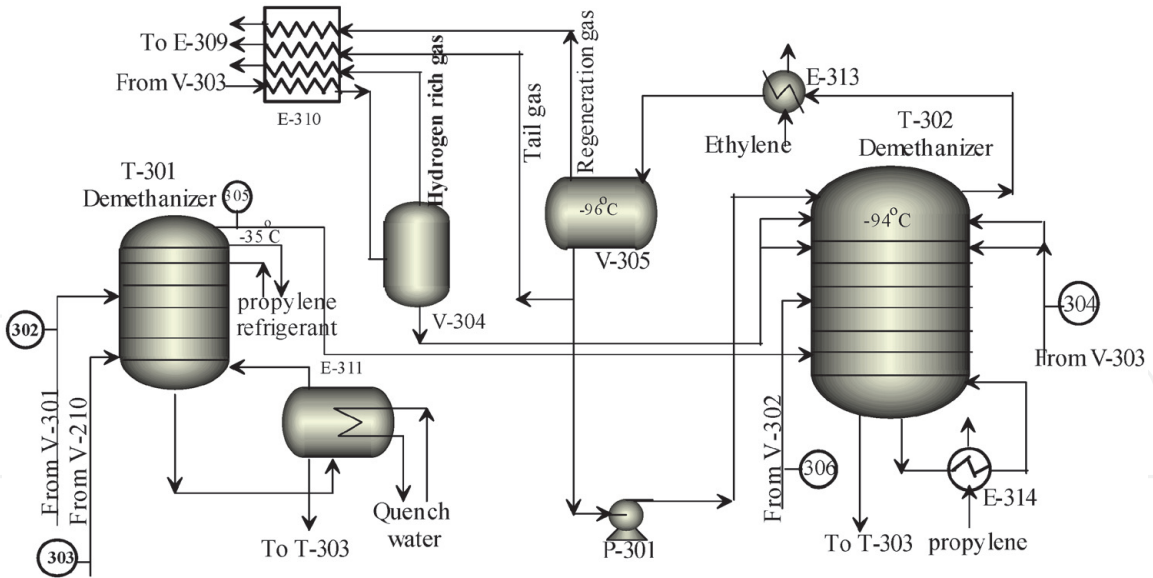 To E-309
From V-303
E-310
Hydrogen rich gas
Tail gas
Regeneration gas
E-313
Ethylene
T-302
Demethanizer
T-301
Demethanizer
305
-35°C
-96°C
V-305
-94°C
propylene
refrigerant
V-304
302
304
From V-303
E-311
From V-301
From V-210
From V-302
306
E-314
Quench
water
303
To T-303
P-301
To T-303
propylene